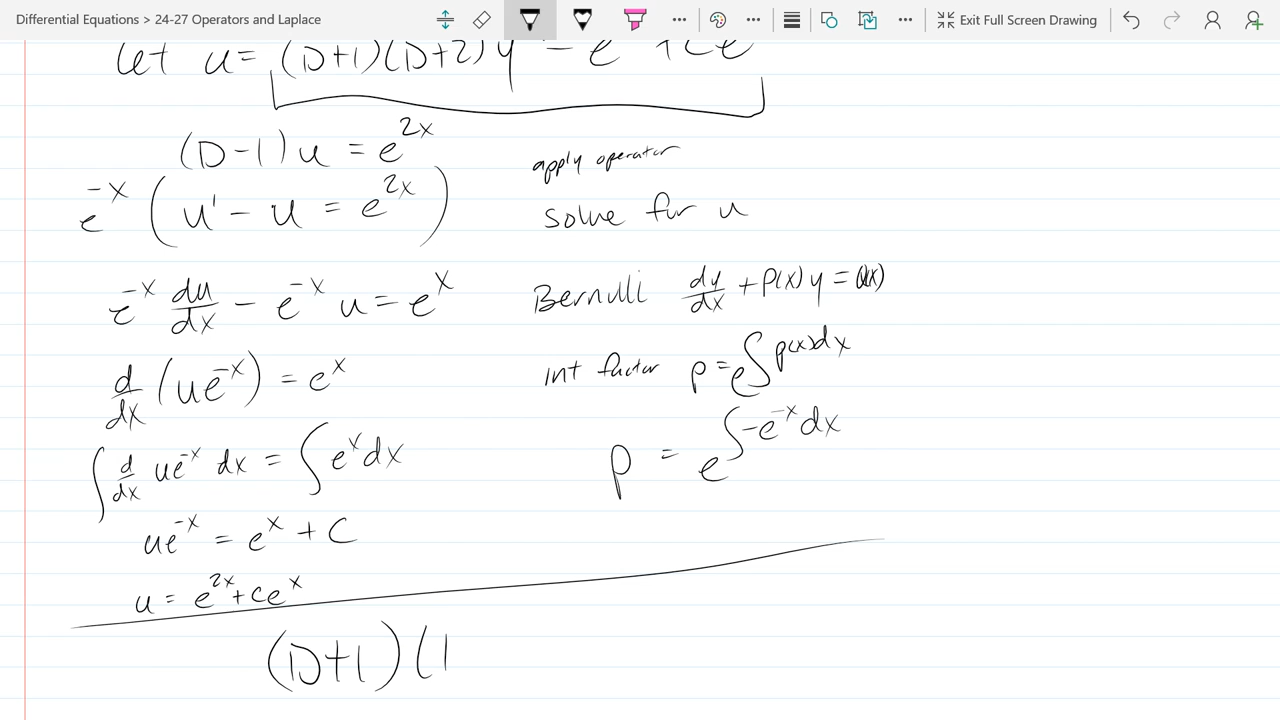 Differential Equations > 24-27 Operators and Laplace
Exit Full Screen Drawing
let u = (D+1)(D+2)y = e + ce
(D-1)u = e^2x
apply operator
e^-x (u' - u = e^2x)
solve for u
e^-x du/dx - e^-x u = e^x
Bernulli dy/dx + P(x)y = Q(x)
d/dx (ue^-x) = e^x
int factor p = e^∫p(x)dx
∫ d/dx ue^-x dx = ∫ e^x dx
p = e^∫-e^-x dx
ue^-x = e^x + C
u = e^2x + ce^x
(D+1)(